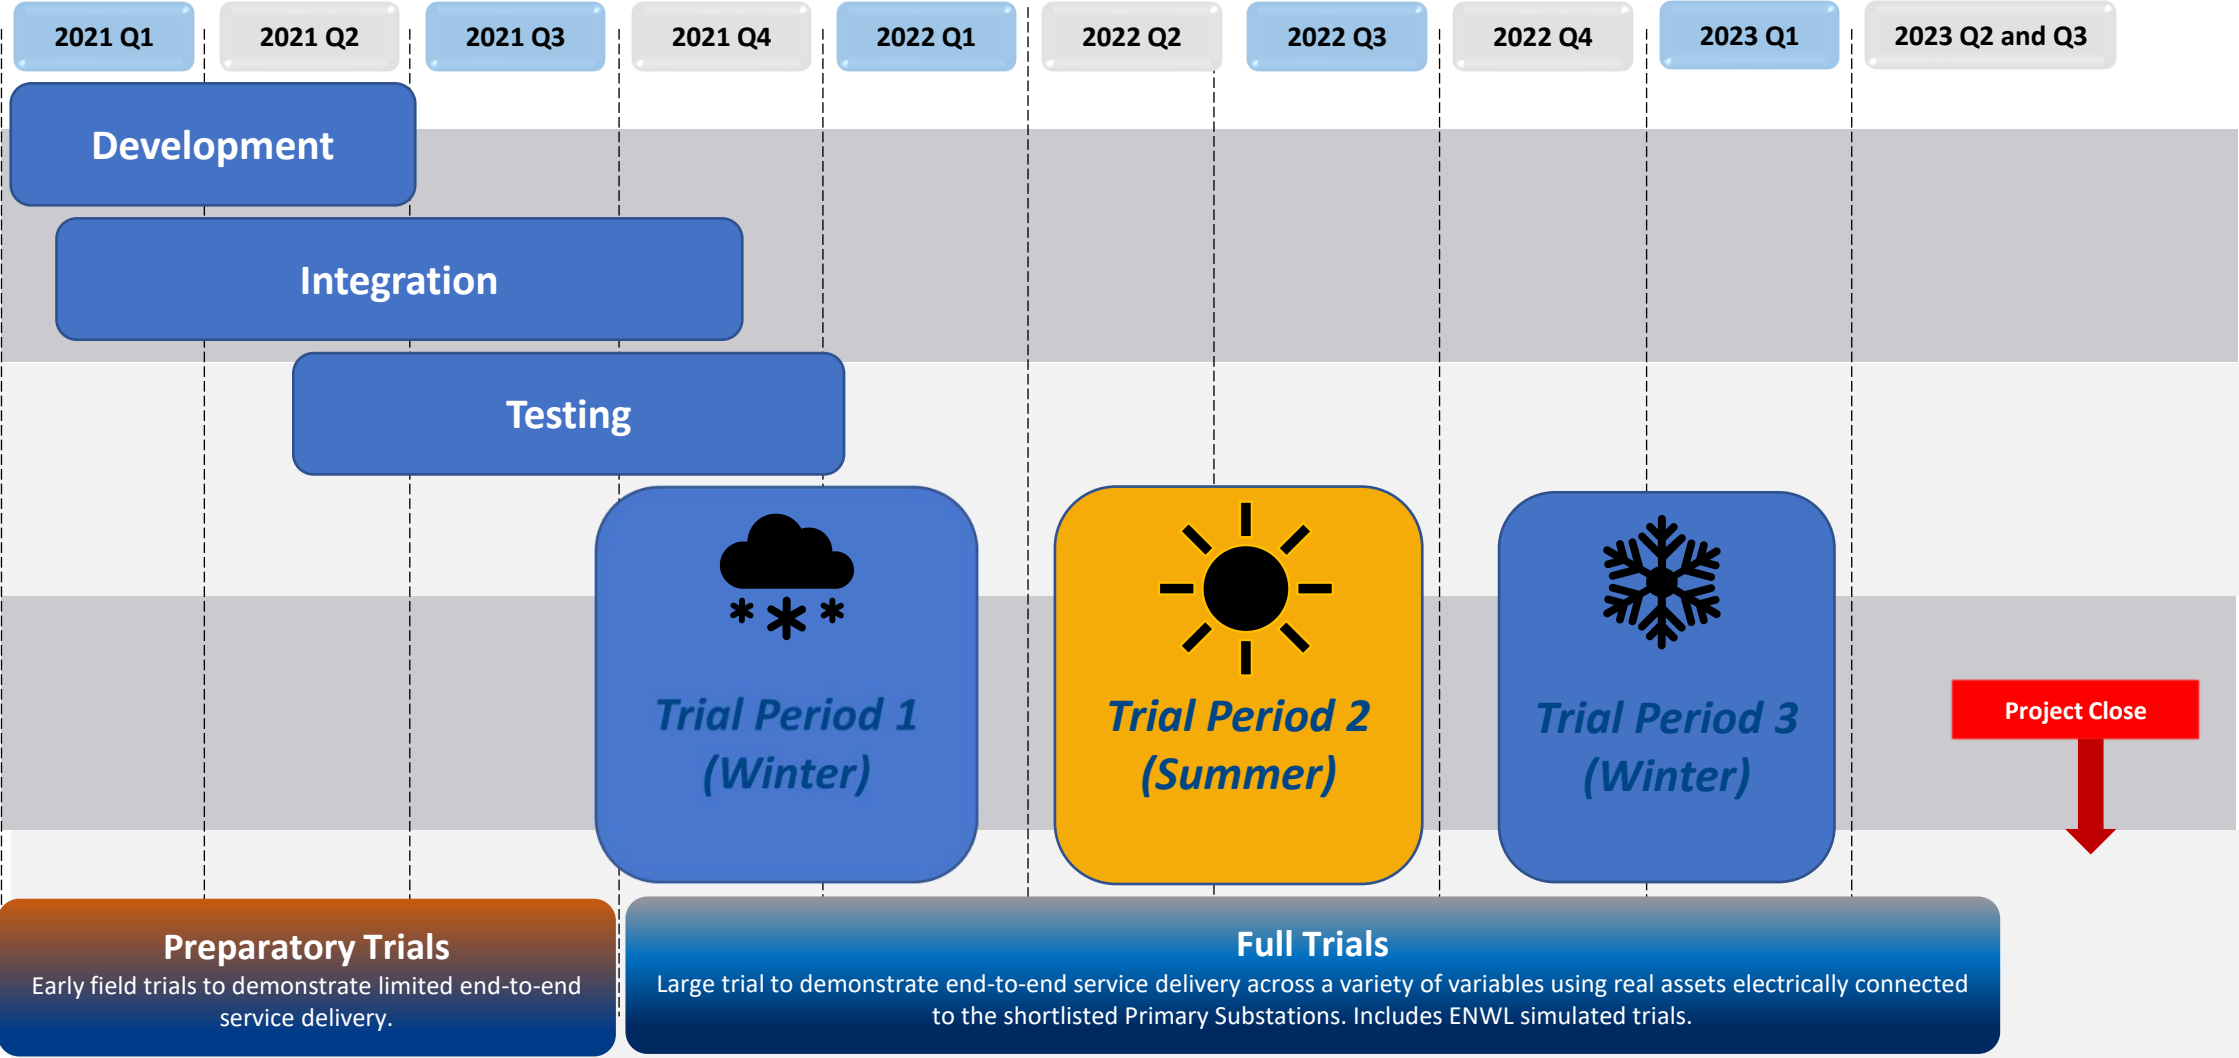 2021 Q1
2021 Q2
2021 Q3
2021 Q4
2022 Q1
2022 Q2
2022 Q3
2022 Q4
2023 Q1
2023 Q2 and Q3
Development
Integration
Testing
Trial Period 1
(Winter)
Trial Period 2
(Summer)
Trial Period 3
(Winter)
Project Close
Preparatory Trials
Early field trials to demonstrate limited end-to-end
service delivery.
Full Trials
Large trial to demonstrate end-to-end service delivery across a variety of variables using real assets electrically connected
to the shortlisted Primary Substations. Includes ENWL simulated trials.